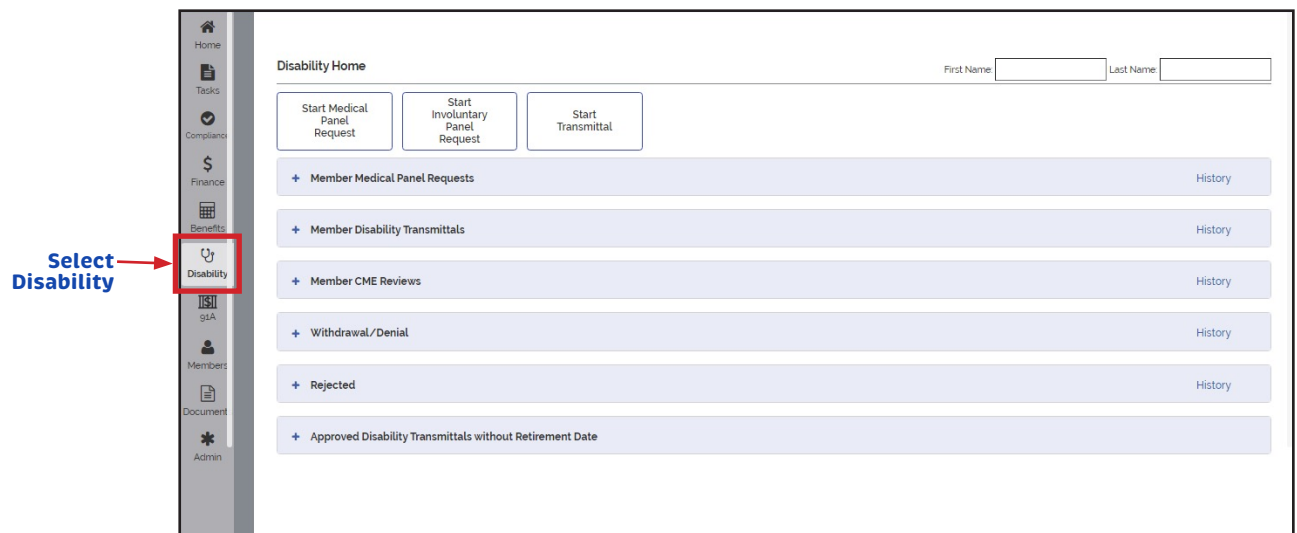 Home
Tasks
Complianc
$
Finance
Benefits
Disability
$
91A
Members
Document
Admin
Select
Disability
Disability Home
First Name:
Last Name:
Start Medical
Panel
Request
Start
Involuntary
Panel
Request
Start
Transmittal
+ Member Medical Panel Requests History
+ Member Disability Transmittals History
+ Member CME Reviews History
+ Withdrawal/Denial History
+ Rejected History
+ Approved Disability Transmittals without Retirement Date